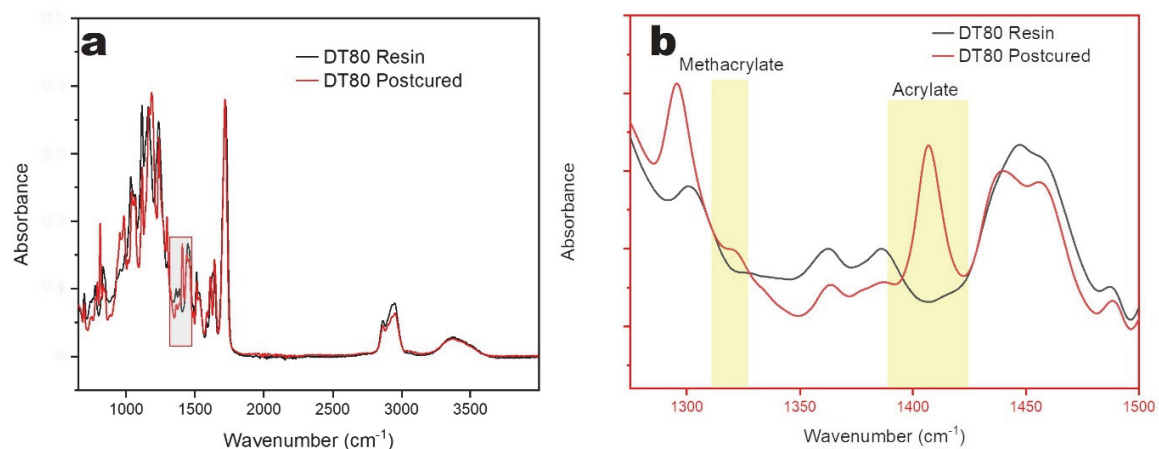 a
DT80 Resin
DT80 Postcured
Absorbance
1000 1500 2000 2500 3000 3500
Wavenumber (cm-1)
b
DT80 Resin
DT80 Postcured
Methacrylate
Acrylate
Absorbance
1300 1350 1400 1450 1500
Wavenumber (cm-1)